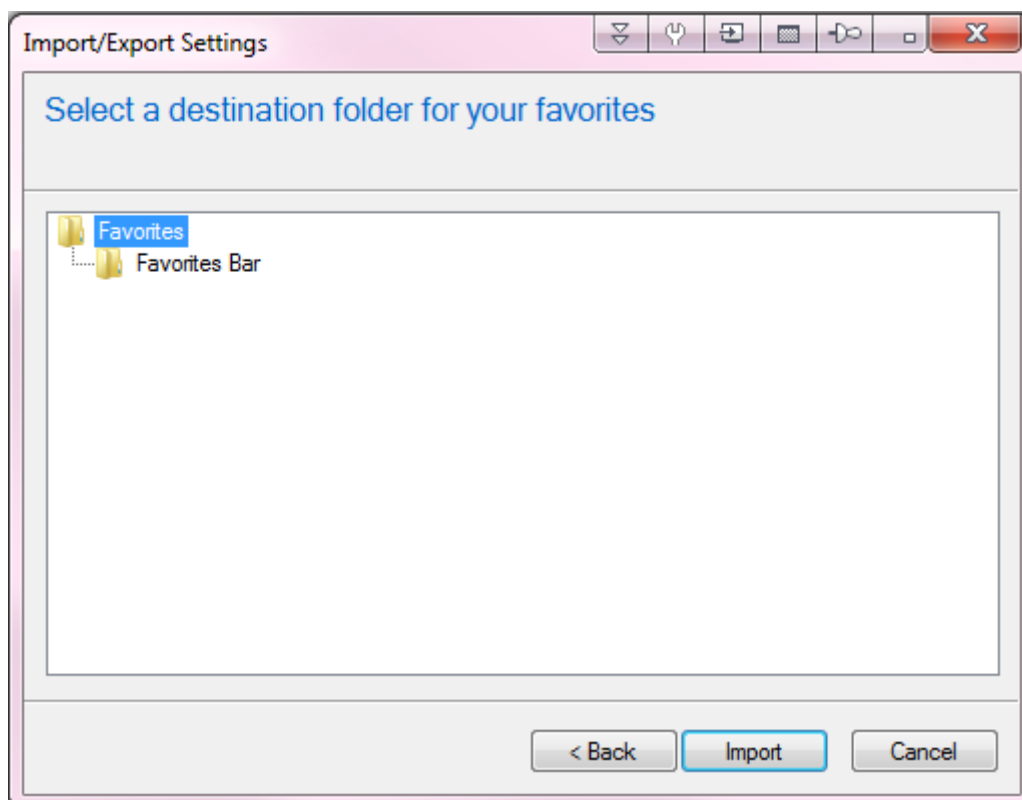 Import/Export Settings
Select a destination folder for your favorites
Favorites
Favorites Bar
< Back Import Cancel